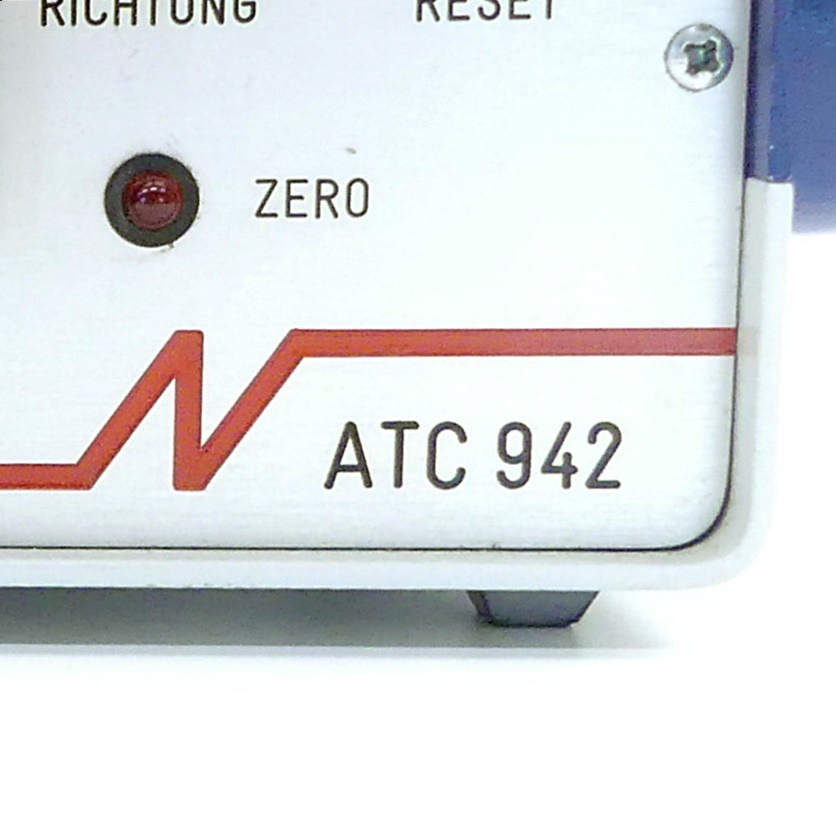 RICHTUNG RESET
ZERO
ATC 942